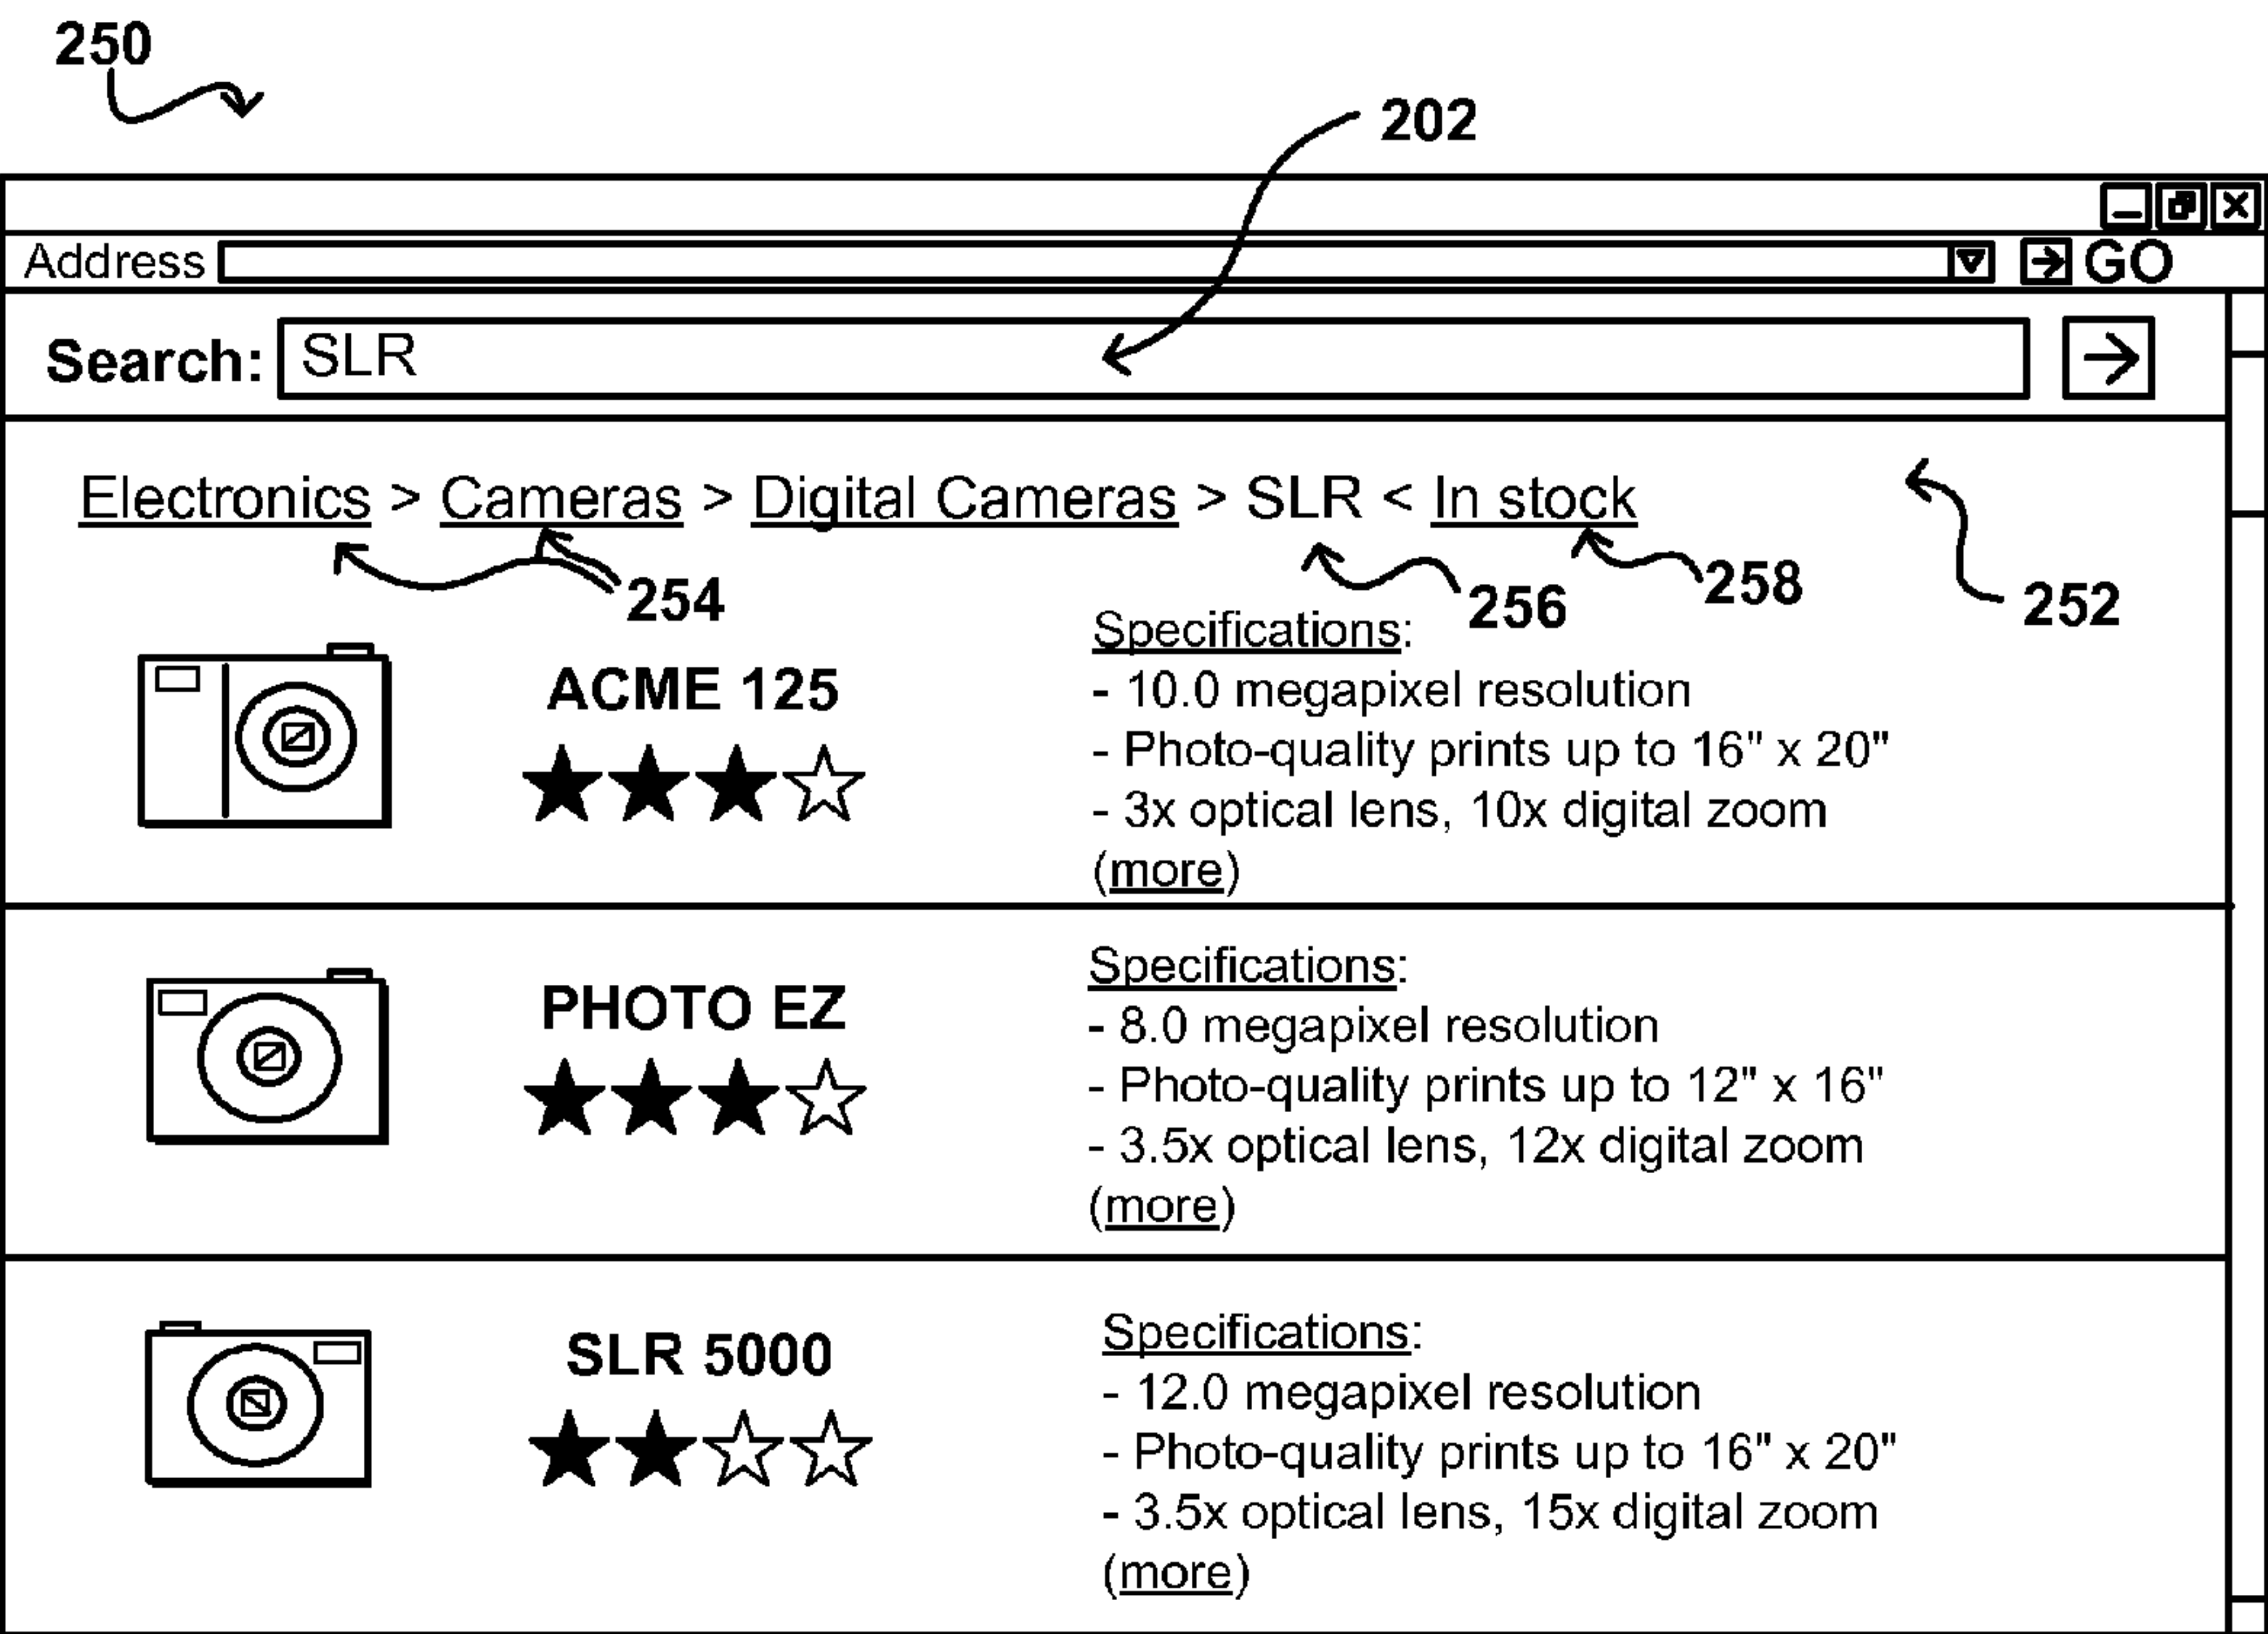 250
202
Address GO
Search: SLR
Electronics > Cameras > Digital Cameras > SLR < In stock
254 256 258 252
ACME 125
Specifications:
- 10.0 megapixel resolution
- Photo-quality prints up to 16" x 20"
- 3x optical lens, 10x digital zoom
(more)
PHOTO EZ
Specifications:
- 8.0 megapixel resolution
- Photo-quality prints up to 12" x 16"
- 3.5x optical lens, 12x digital zoom
(more)
SLR 5000
Specifications:
- 12.0 megapixel resolution
- Photo-quality prints up to 16" x 20"
- 3.5x optical lens, 15x digital zoom
(more)